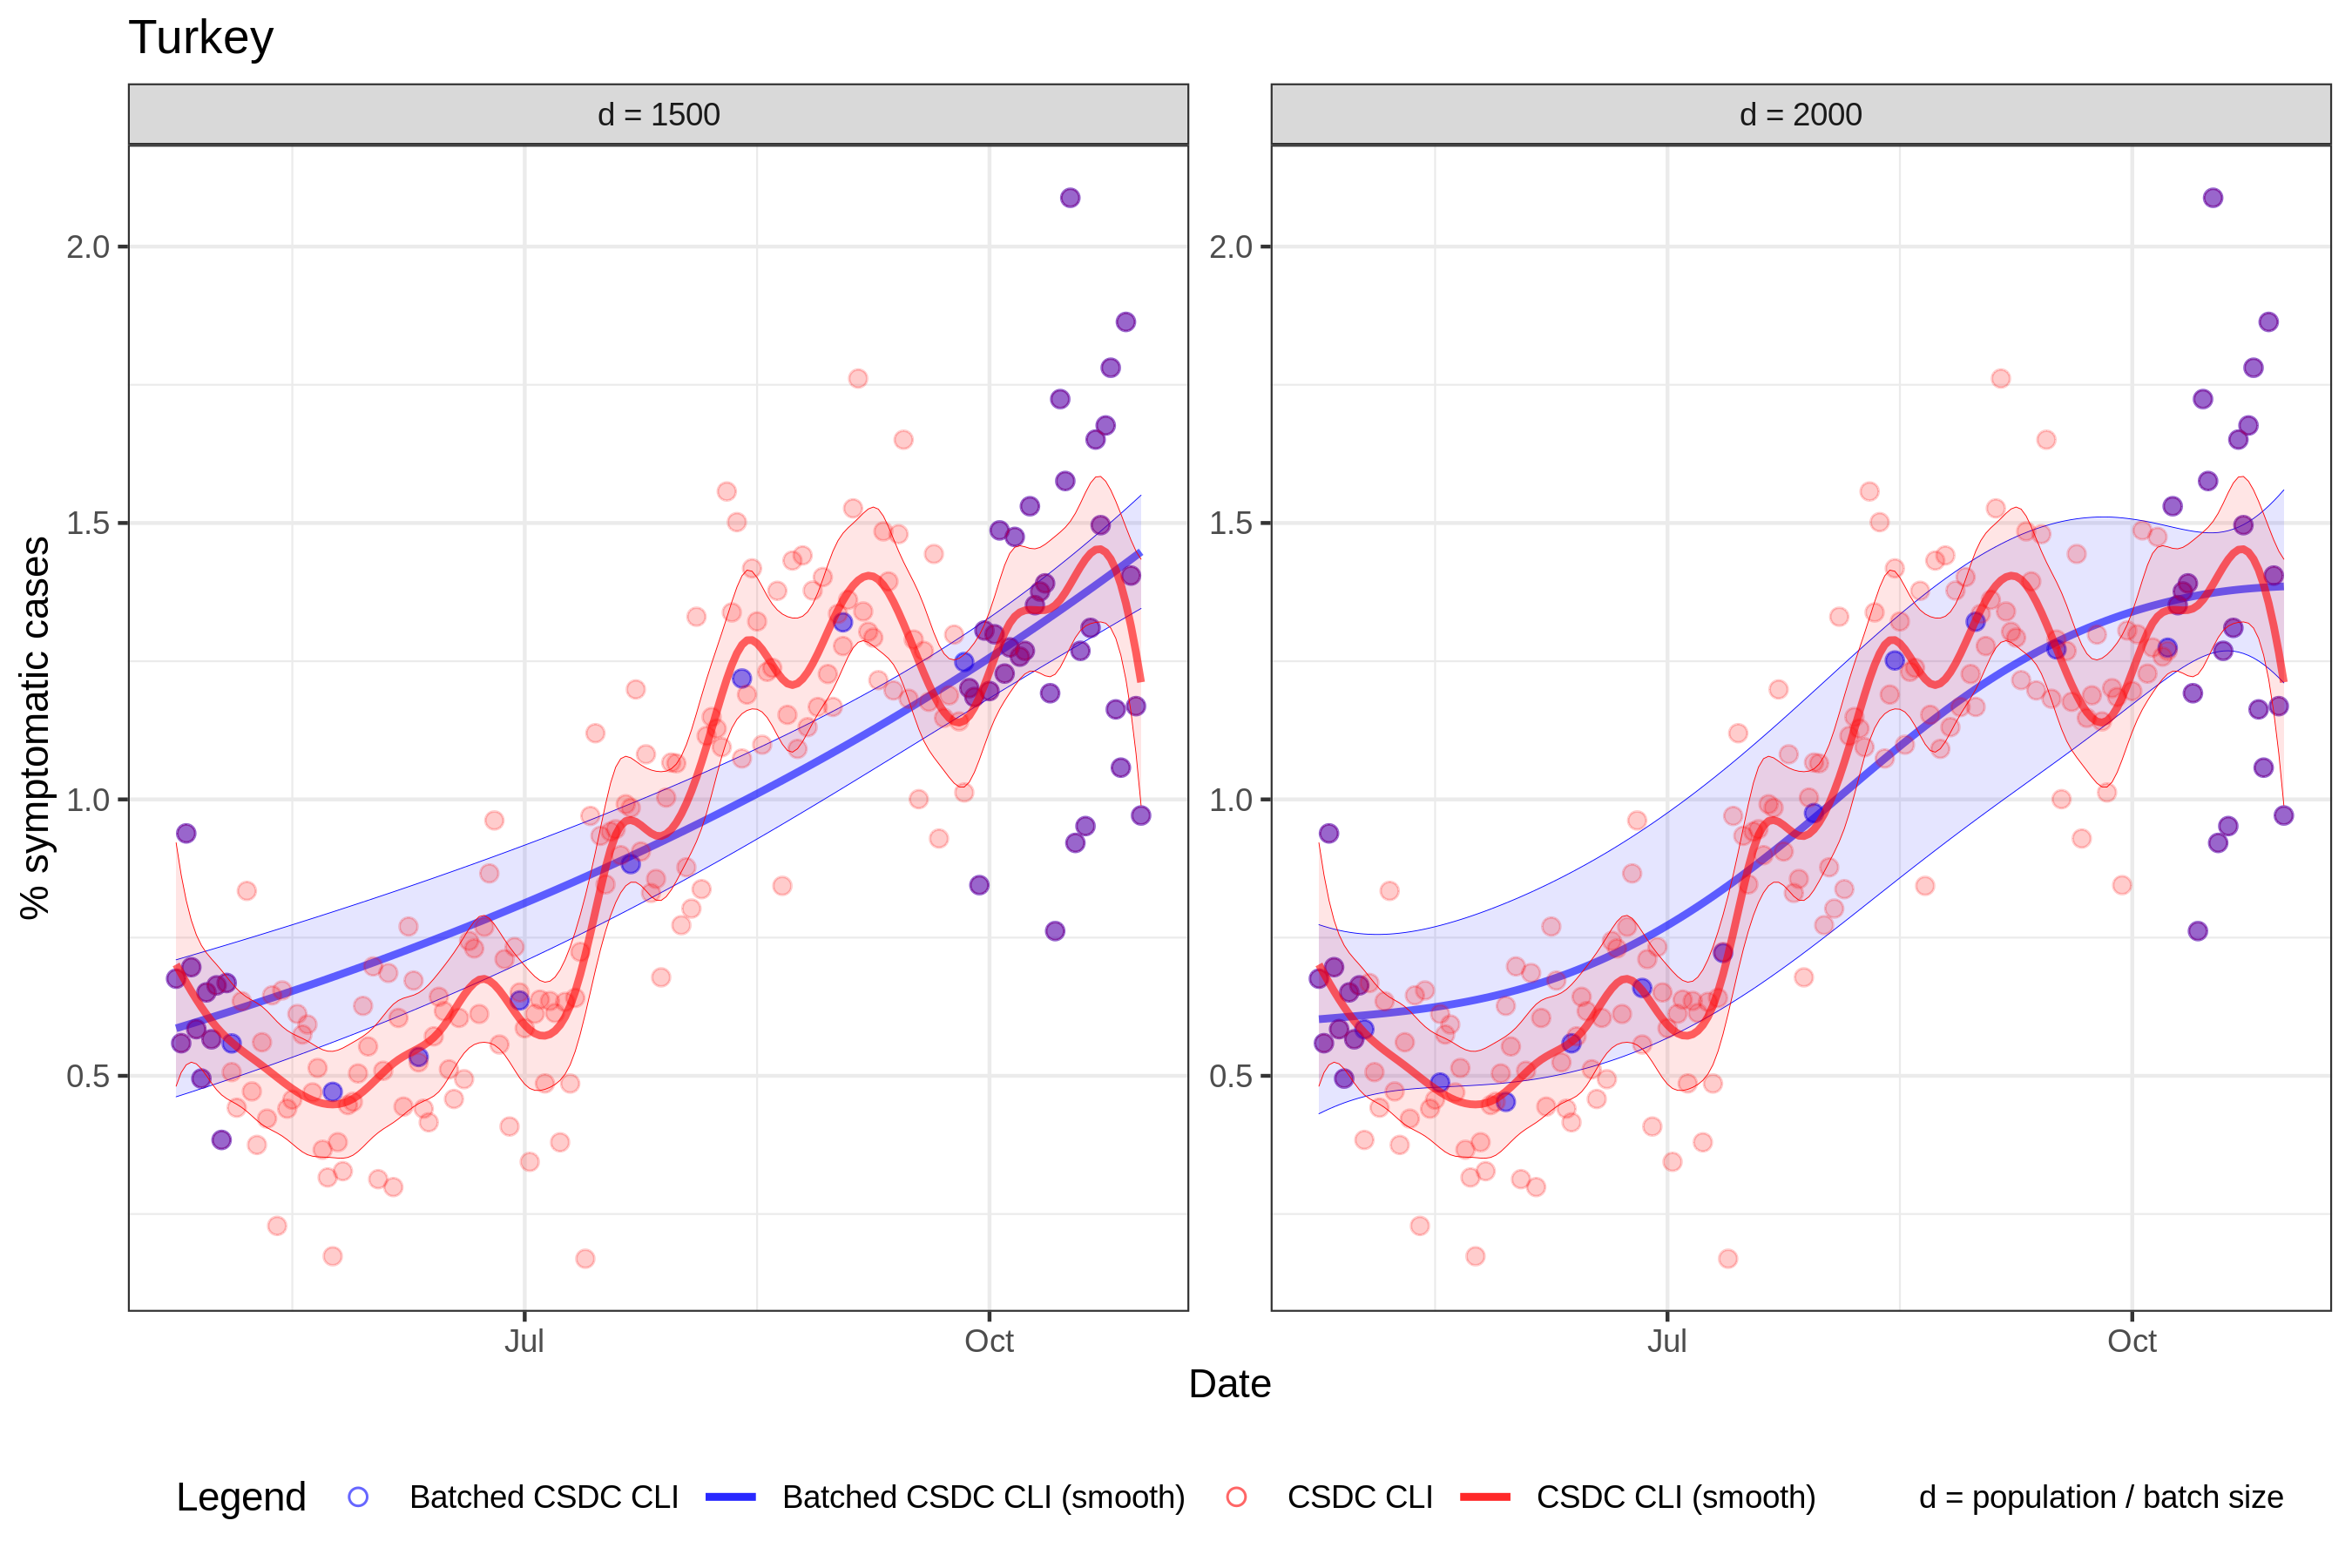 Turkey
d = 1500
d = 2000
% symptomatic cases
2.0
1.5
1.0
0.5
2.0
1.5
1.0
0.5
Jul
Oct
Jul
Oct
Date
Legend
Batched CSDC CLI
Batched CSDC CLI (smooth)
CSDC CLI
CSDC CLI (smooth)
d = population / batch size